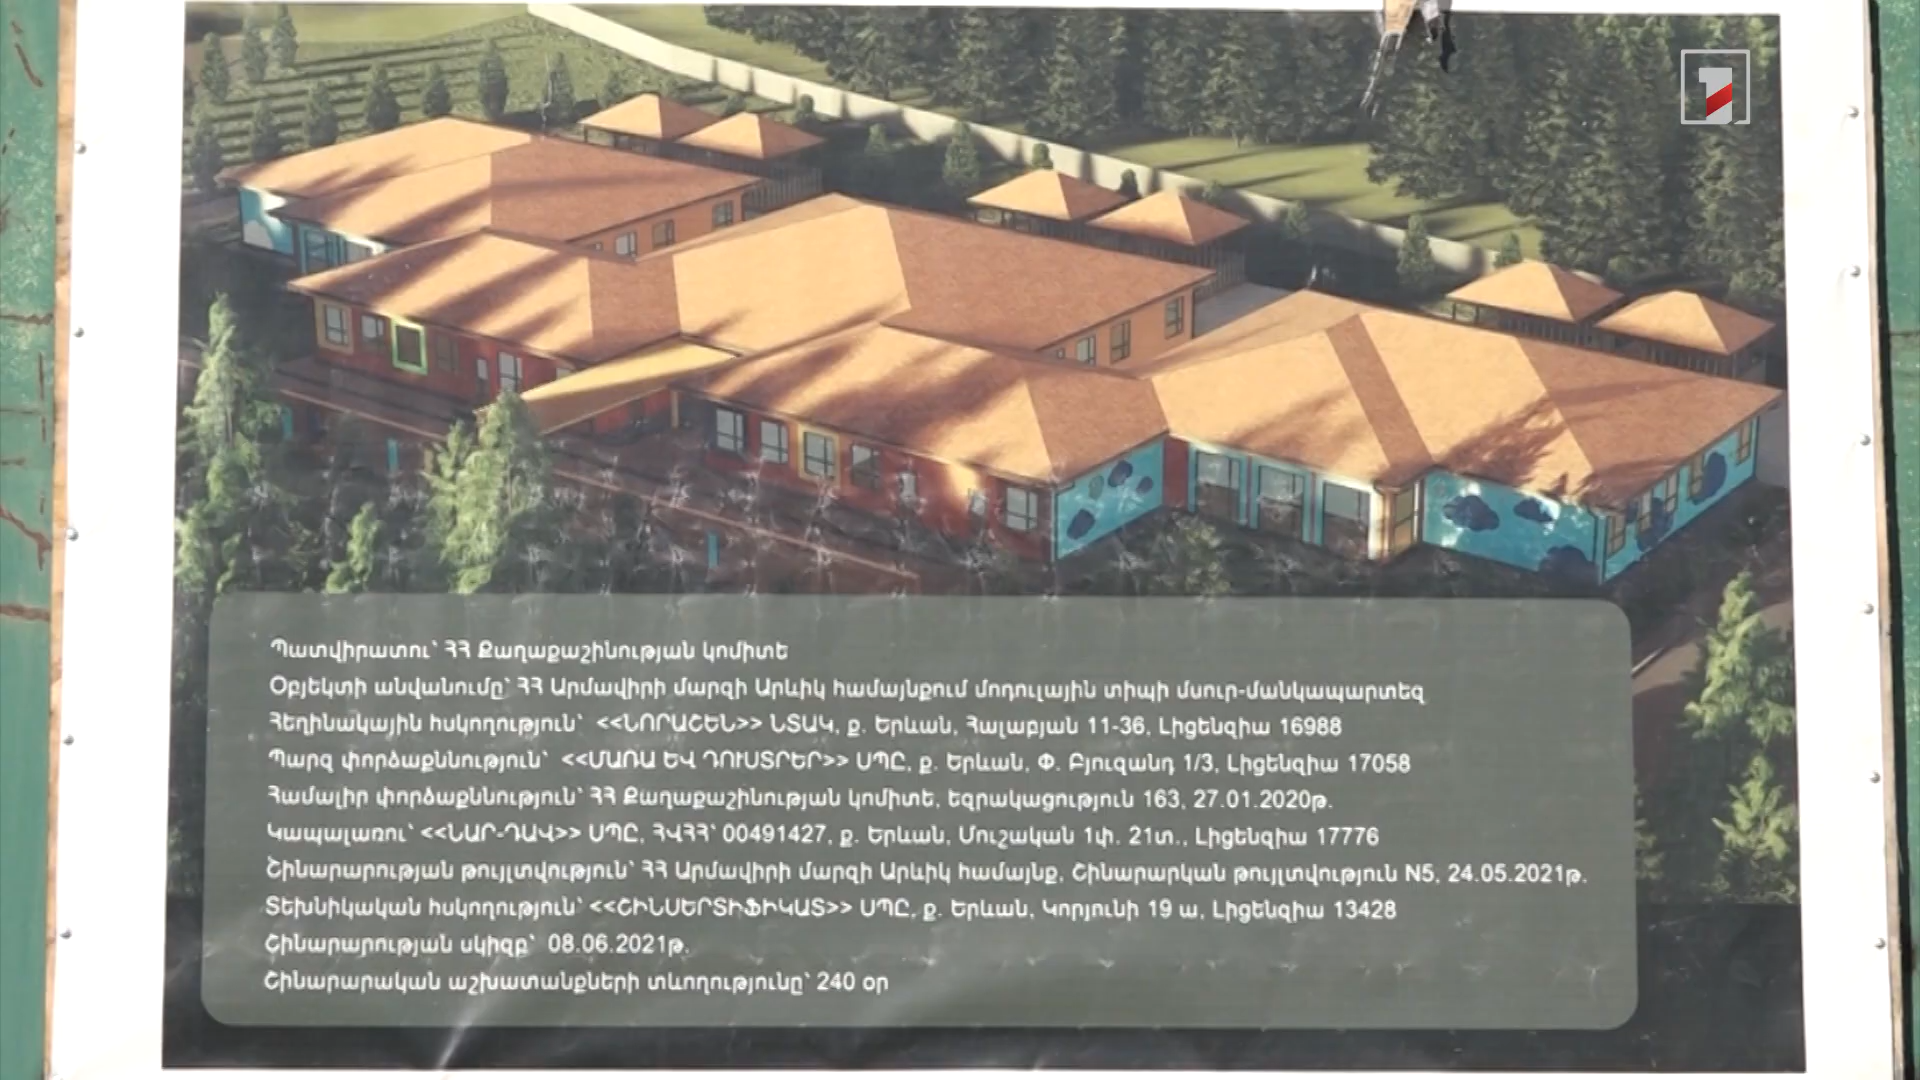 Պատվիրատու՝ ՀՀ Քաղաքաշինության կոմիտե
Օբյեկտի անվանումը՝ ՀՀ Արմավիրի մարզի Արևիկ համայնքում մոդուլային տիպի մսուր-մանկապարտեզ
Հեղինակային հսկողություն՝ <<ՆՈՐԱՇԵՆ>> ՆՏԱԿ, ք. Երևան, Հալաբյան 11-36, Լիցենզիա 16988
Պարզ փորձաքննություն՝ <<ՄԱՌԱ ԵՎ ԴՈՒՍՏՐԵՐ>> ՍՊԸ, ք. Երևան, Փ. Բյուզանդ 1/3, Լիցենզիա 17058
Համալիր փորձաքննություն՝ ՀՀ Քաղաքաշինության կոմիտե, եզրակացություն 163, 27.01.2020թ.
Կապալառու՝ <<ՆԱՐ-ԴԱՎ>> ՍՊԸ, ՀՎՀՀ՝ 00491427, ք. Երևան, Մուշական 1փ. 21տ., Լիցենզիա 17776
Շինարարության թույլտվություն՝ ՀՀ Արմավիրի մարզի Արևիկ համայնք, Շինարարկան թույլտվություն N5, 24.05.2021թ.
Տեխնիկական հսկողություն՝ <<ՇԻՆՍԵՐՏԻՖԻԿԱՏ>> ՍՊԸ, ք. Երևան, Կորյունի 19 ա, Լիցենզիա 13428
Շինարարության սկիզբ՝ 08.06.2021թ.
Շինարարական աշխատանքների տևողությունը՝ 240 օր